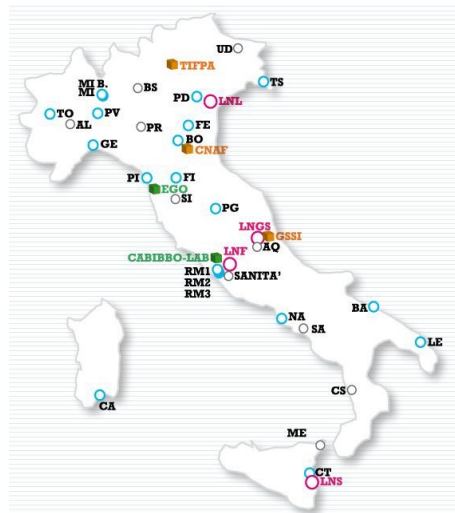 UD
TIFPA
TS
MI B.
MI
BS
PD
LNL
TO
PV
AL
PR
FE
BO
GE
CNAF
PI
FI
EGO
SI
PG
LNGS
GSSI
AQ
CABIBBO-LAB
LNF
RM1
SANITA'
RM2
RM3
BA
NA
SA
LE
CS
CA
ME
CT
LNS